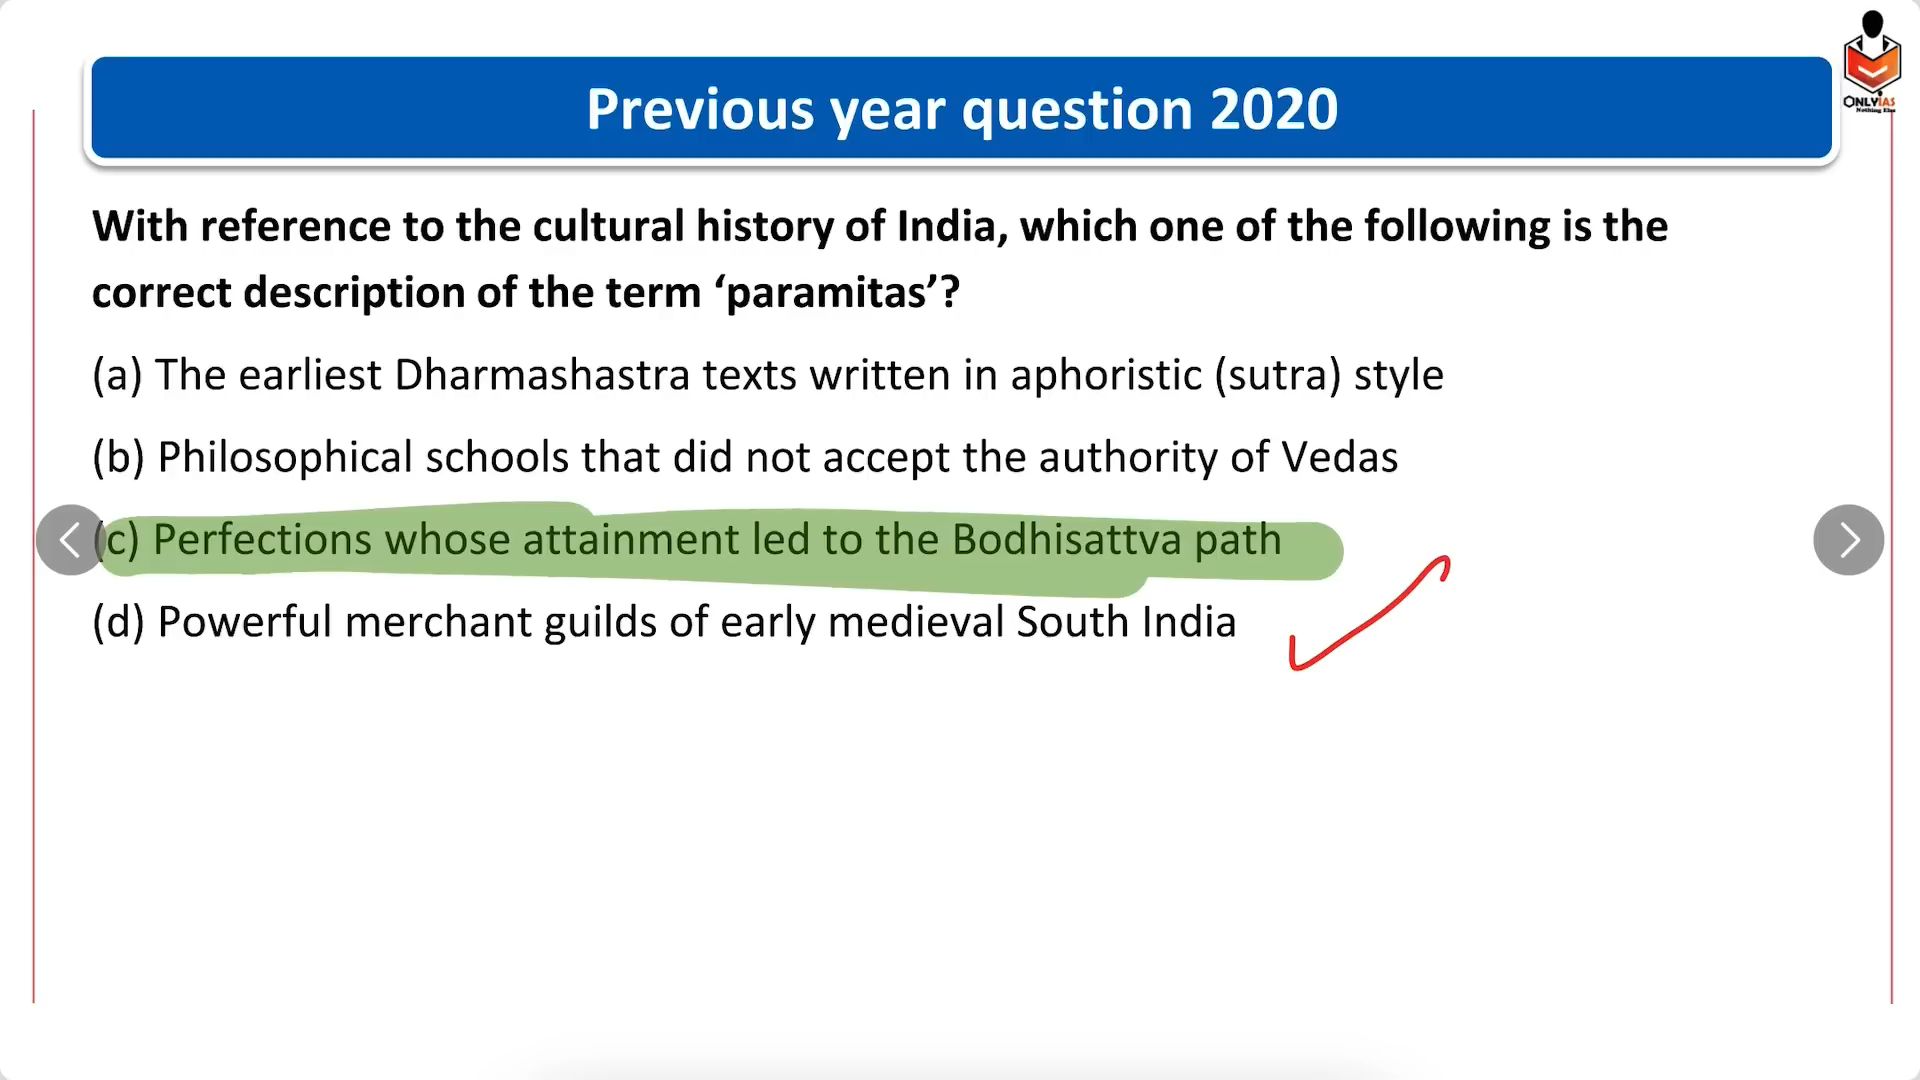 Previous year question 2020
ONLYIAS
Nothing Else
With reference to the cultural history of India, which one of the following is the
correct description of the term ‘paramitas’?
(a) The earliest Dharmashastra texts written in aphoristic (sutra) style
(b) Philosophical schools that did not accept the authority of Vedas
(c) Perfections whose attainment led to the Bodhisattva path
(d) Powerful merchant guilds of early medieval South India